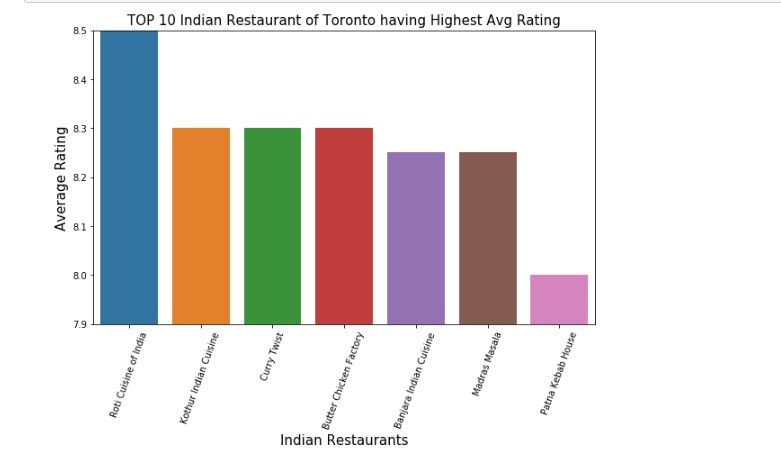 TOP 10 Indian Restaurant of Toronto having Highest Avg Rating
8.5
8.4
8.3
8.2
8.1
8.0
7.9
Average Rating
Roti Cuisine of India
Kothur Indian Cuisine
Curry Twist
Butter Chicken Factory
Banjara Indian Cuisine
Madras Masala
Patna Kebab House
Indian Restaurants